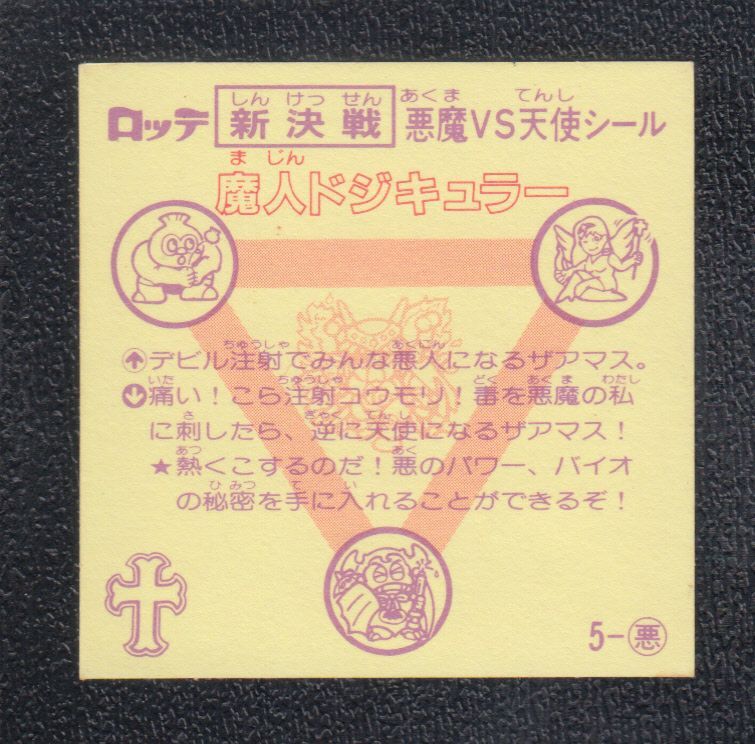 ロッテ 新決戦 悪魔VS天使シール
しん けつ せん あくま てんし
まじん
魔人ドジキュラー
ちゅうしゃ あくにん
デビル注射でみんな悪人になるザアマス。
いた ちゅうしゃ どく あくま わたし
痛い!こら注射コウモリ!毒を悪魔の私
さ ぎゃく てんし
に刺したら、逆に天使になるザアマス!
あつ あく
★熱くこするのだ!悪のパワー、バイオ
ひみつ て い
の秘密を手に入れることができるぞ!
5-悪